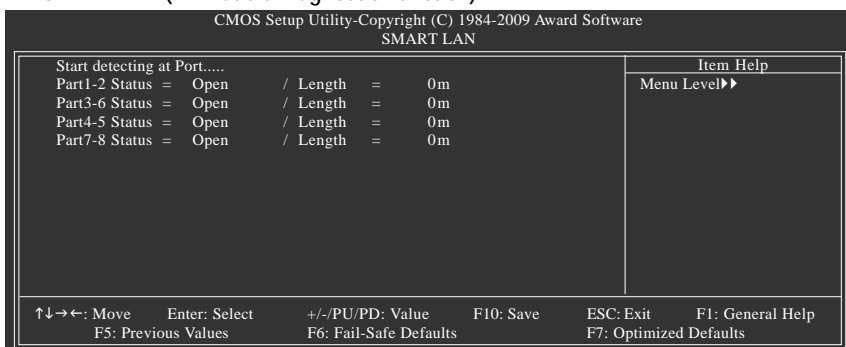 CMOS Setup Utility-Copyright (C) 1984-2009 Award Software
SMART LAN
Start detecting at Port.....
Part1-2 Status = Open / Length = 0m
Part3-6 Status = Open / Length = 0m
Part4-5 Status = Open / Length = 0m
Part7-8 Status = Open / Length = 0m
Item Help
Menu Level▶▶
↑↓→←: Move Enter: Select +/-/PU/PD: Value F10: Save ESC: Exit F1: General Help
F5: Previous Values F6: Fail-Safe Defaults F7: Optimized Defaults